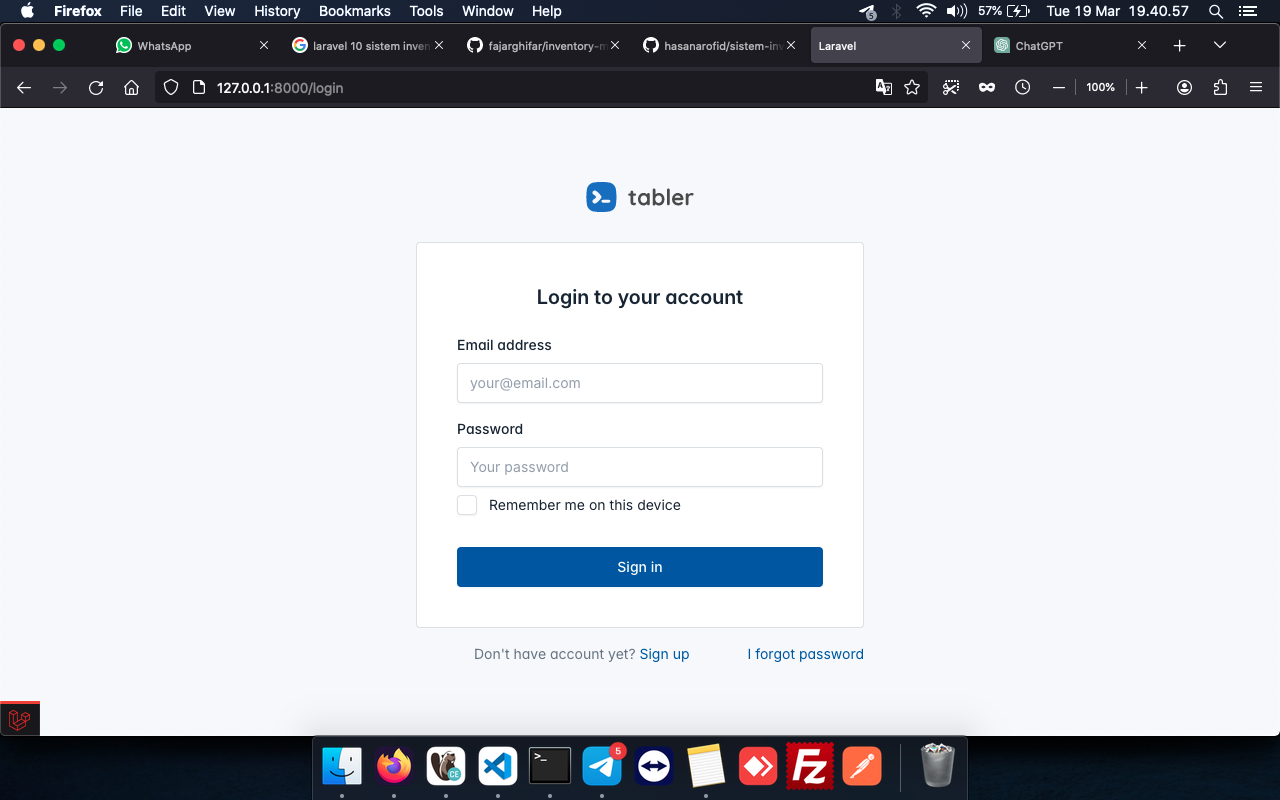 Firefox File Edit View History Bookmarks Tools Window Help 5 57% Tue 19 Mar 19.40.57
WhatsApp laravel 10 sistem inven fajarghifar/inventory-m hasanarofid/sistem-inv Laravel ChatGPT
127.0.0.1:8000/login 100%
tabler
Login to your account
Email address
your@email.com
Password
Your password
Remember me on this device
Sign in
Don't have account yet? Sign up I forgot password
5
CE
Fz